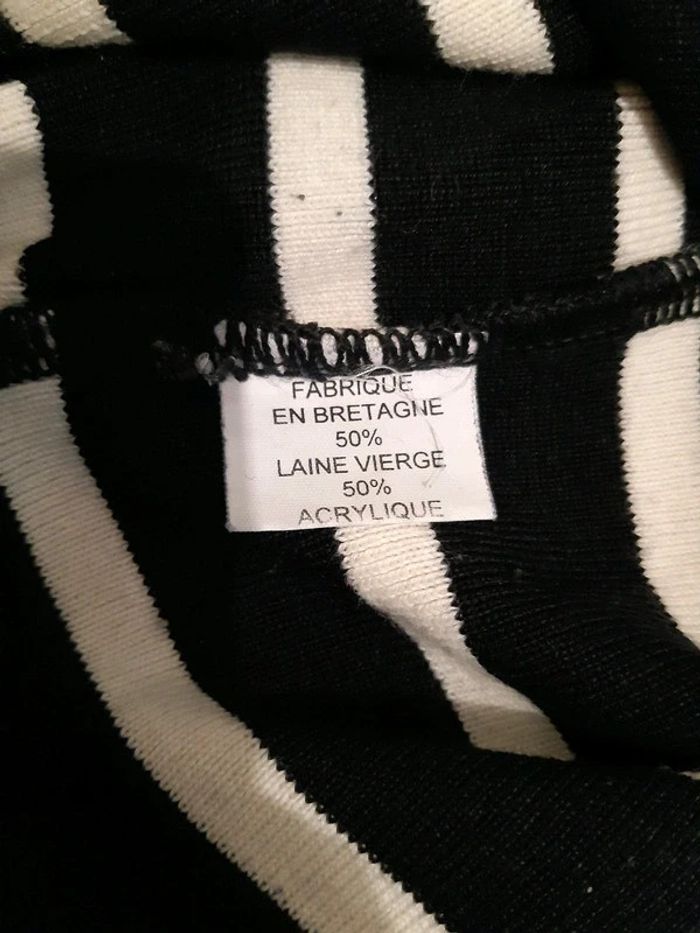 FABRIQUE
EN BRETAGNE
50%
LAINE VIERGE
50%
ACRYLIQUE